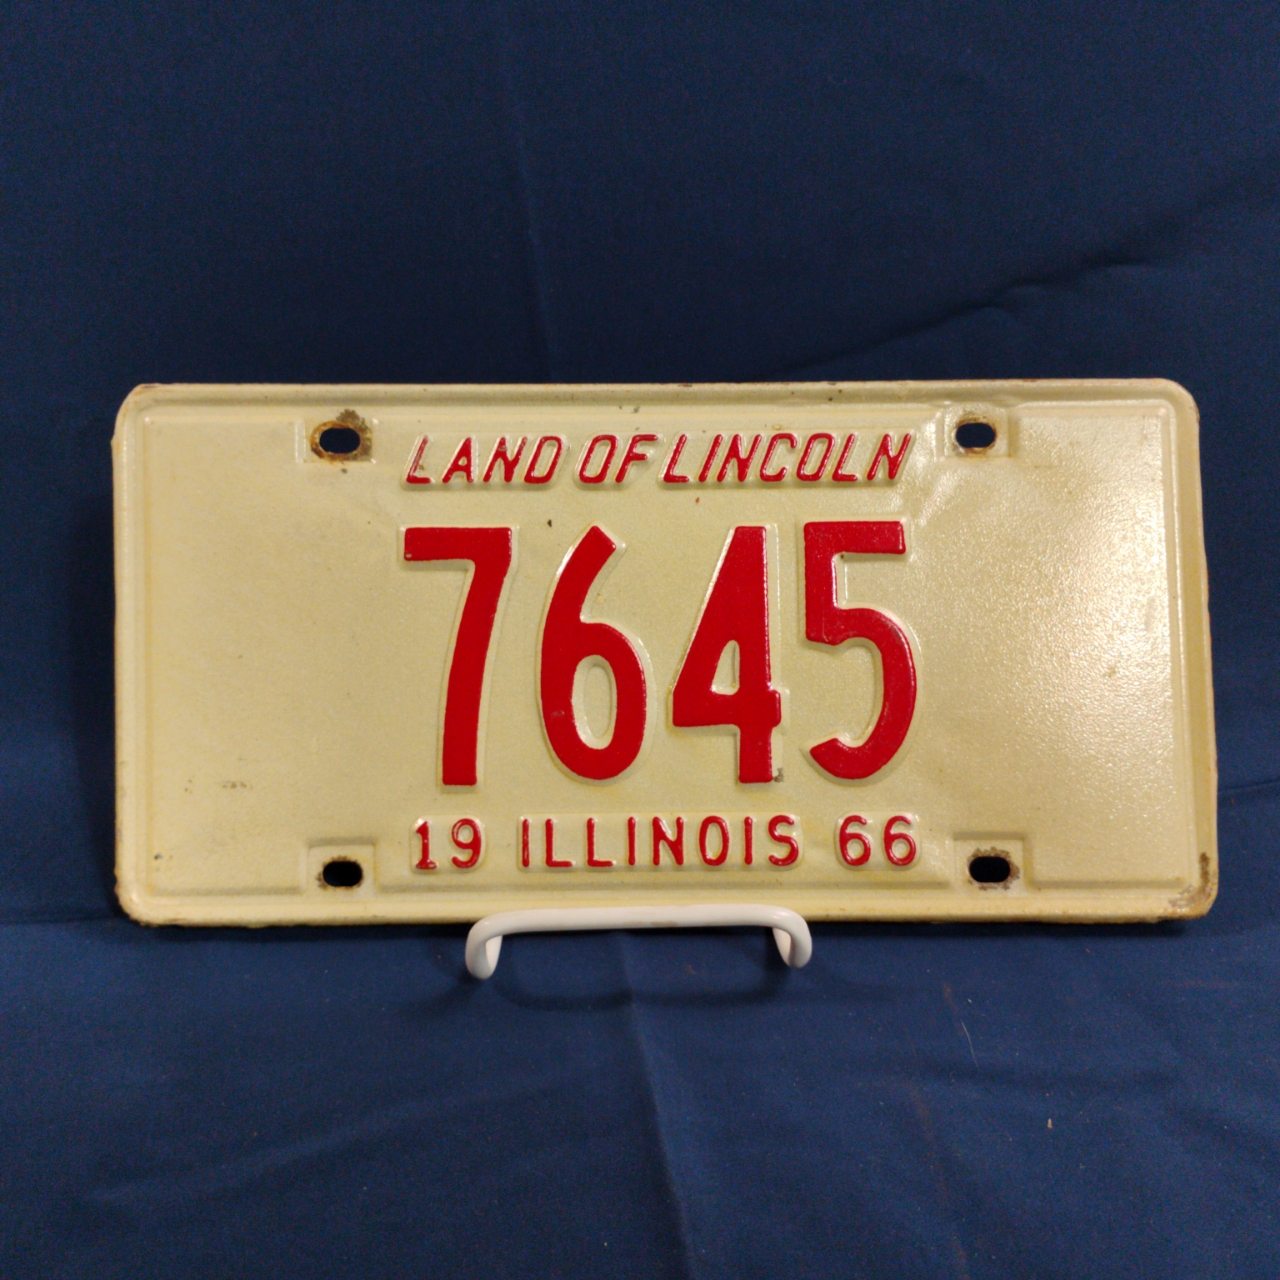 LAND OF LINCOLN
7645
19 ILLINOIS 66